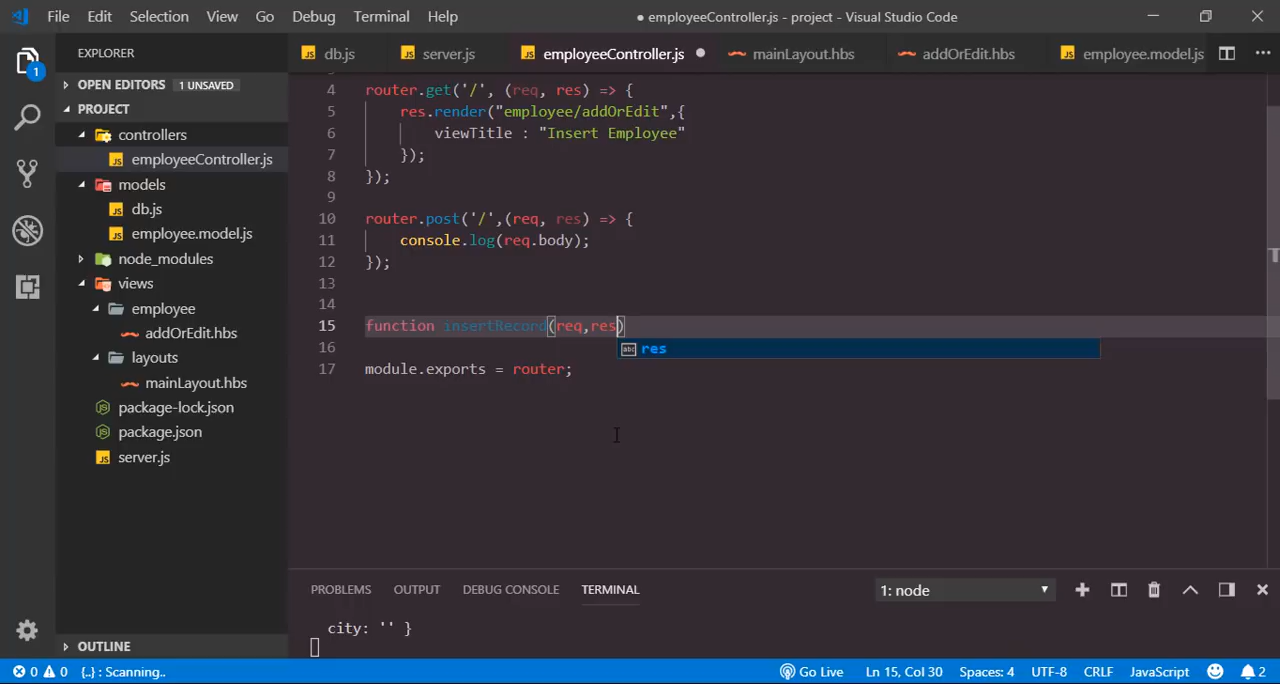 File Edit Selection View Go Debug Terminal Help ● employeeController.js - project - Visual Studio Code
EXPLORER
db.js server.js employeeController.js mainLayout.hbs addOrEdit.hbs employee.model.js
1
OPEN EDITORS 1 UNSAVED
PROJECT
controllers
employeeController.js
models
db.js
employee.model.js
node_modules
views
employee
addOrEdit.hbs
layouts
mainLayout.hbs
package-lock.json
package.json
server.js
OUTLINE
4 router.get('/', (req, res) => {
5 res.render("employee/addOrEdit",{
6 viewTitle : "Insert Employee"
7 });
8 });
9
10 router.post('/',(req, res) => {
11 console.log(req.body);
12 });
13
14
15 function insertRecord(req,res)
abc res
16
17 module.exports = router;
PROBLEMS OUTPUT DEBUG CONSOLE TERMINAL 1: node
city: '' }
0 0 {..} : Scanning.. Go Live Ln 15, Col 30 Spaces: 4 UTF-8 CRLF JavaScript 2